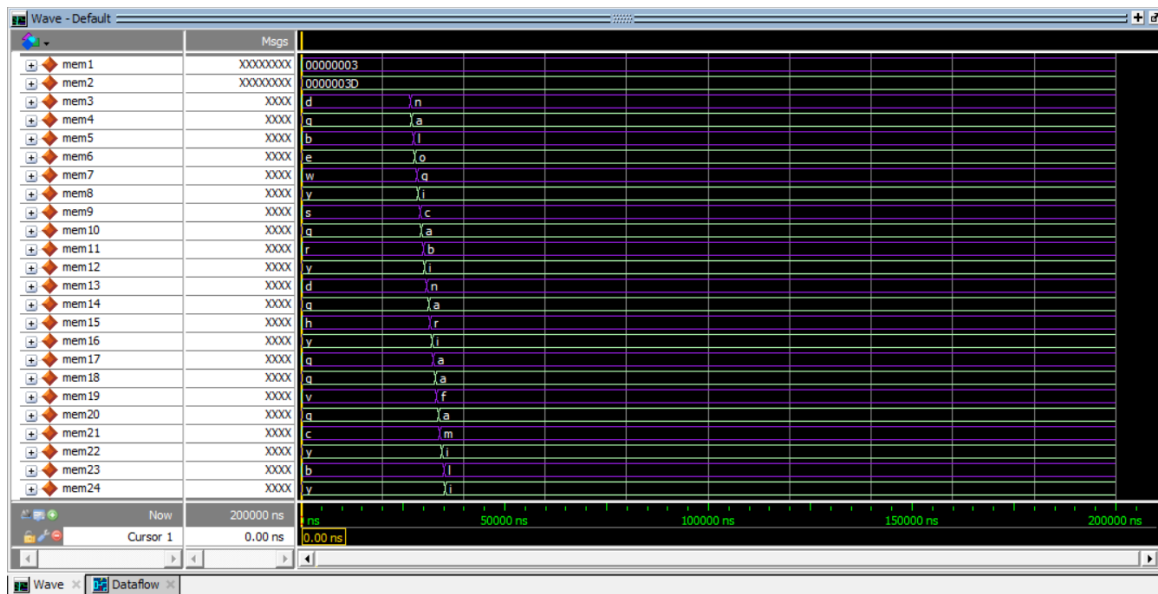 Wave - Default
Msgs
mem1 XXXXXXXX 00000003
mem2 XXXXXXXX 0000003D
mem3 XXXX d n
mem4 XXXX q a
mem5 XXXX b l
mem6 XXXX e o
mem7 XXXX w g
mem8 XXXX y i
mem9 XXXX s c
mem10 XXXX q a
mem11 XXXX r b
mem12 XXXX y i
mem13 XXXX d n
mem14 XXXX q a
mem15 XXXX h r
mem16 XXXX y i
mem17 XXXX q a
mem18 XXXX q a
mem19 XXXX v f
mem20 XXXX q a
mem21 XXXX c m
mem22 XXXX y i
mem23 XXXX b l
mem24 XXXX y i
Now 200000 ns ns 50000 ns 100000 ns 150000 ns 200000 ns
Cursor 1 0.00 ns 0.00 ns
Wave Dataflow